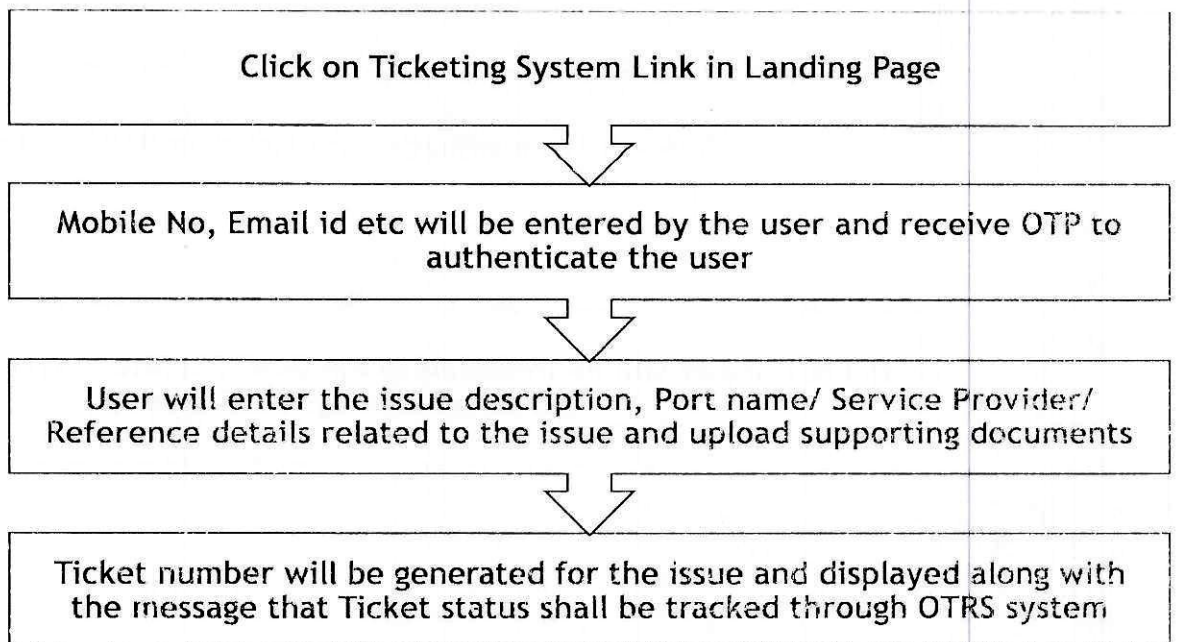 Click on Ticketing System Link in Landing Page
Mobile No, Email id etc will be entered by the user and receive OTP to
authenticate the user
User will enter the issue description, Port name/ Service Provider/
Reference details related to the issue and upload supporting documents
Ticket number will be generated for the issue and displayed along with
the message that Ticket status shall be tracked through OTRS system